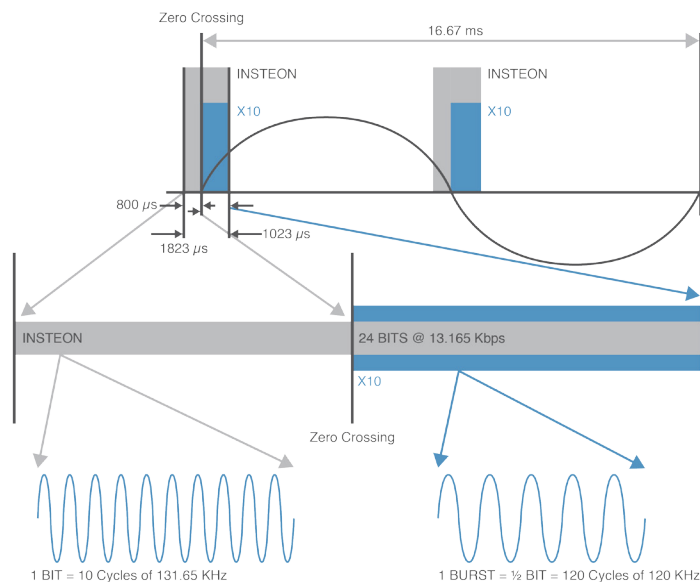 Zero Crossing
16.67 ms
INSTEON
INSTEON
X10
X10
800 µs
1023 µs
1823 µs
INSTEON
24 BITS @ 13.165 Kbps
X10
Zero Crossing
1 BIT = 10 Cycles of 131.65 KHz
1 BURST = ½ BIT = 120 Cycles of 120 KHz